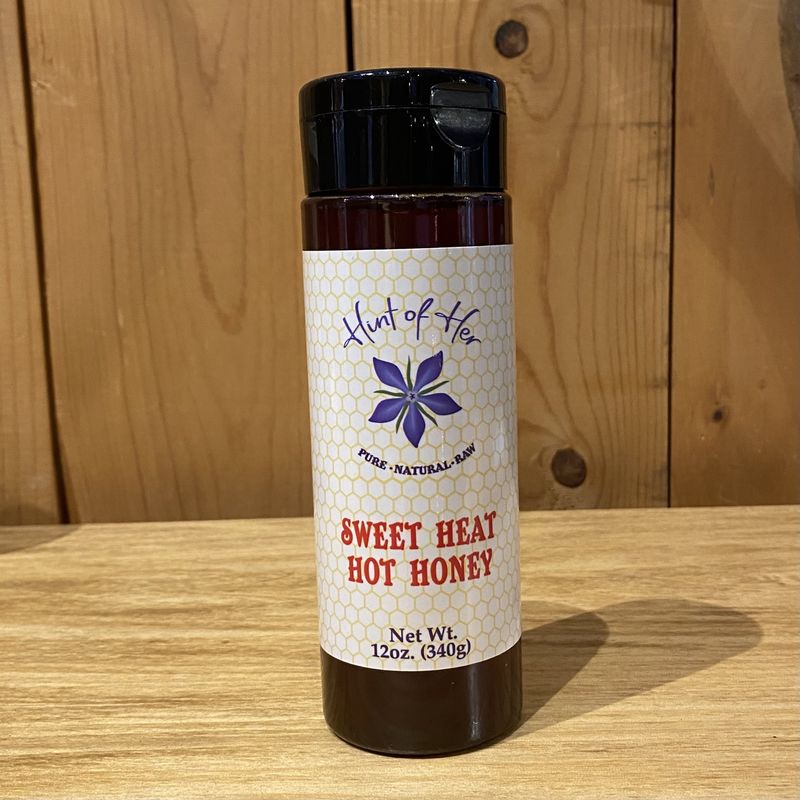 Hint of Her
PURE • NATURAL • RAW
SWEET HEAT
HOT HONEY
Net Wt.
12oz. (340g)